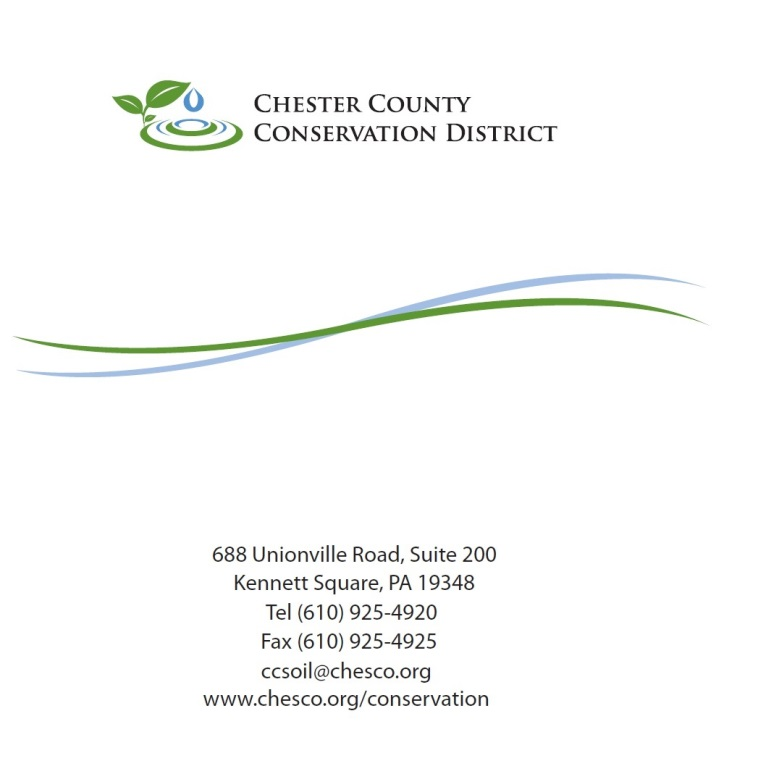 Chester County
Conservation District
688 Unionville Road, Suite 200
Kennett Square, PA 19348
Tel (610) 925-4920
Fax (610) 925-4925
ccsoil@chesco.org
www.chesco.org/conservation